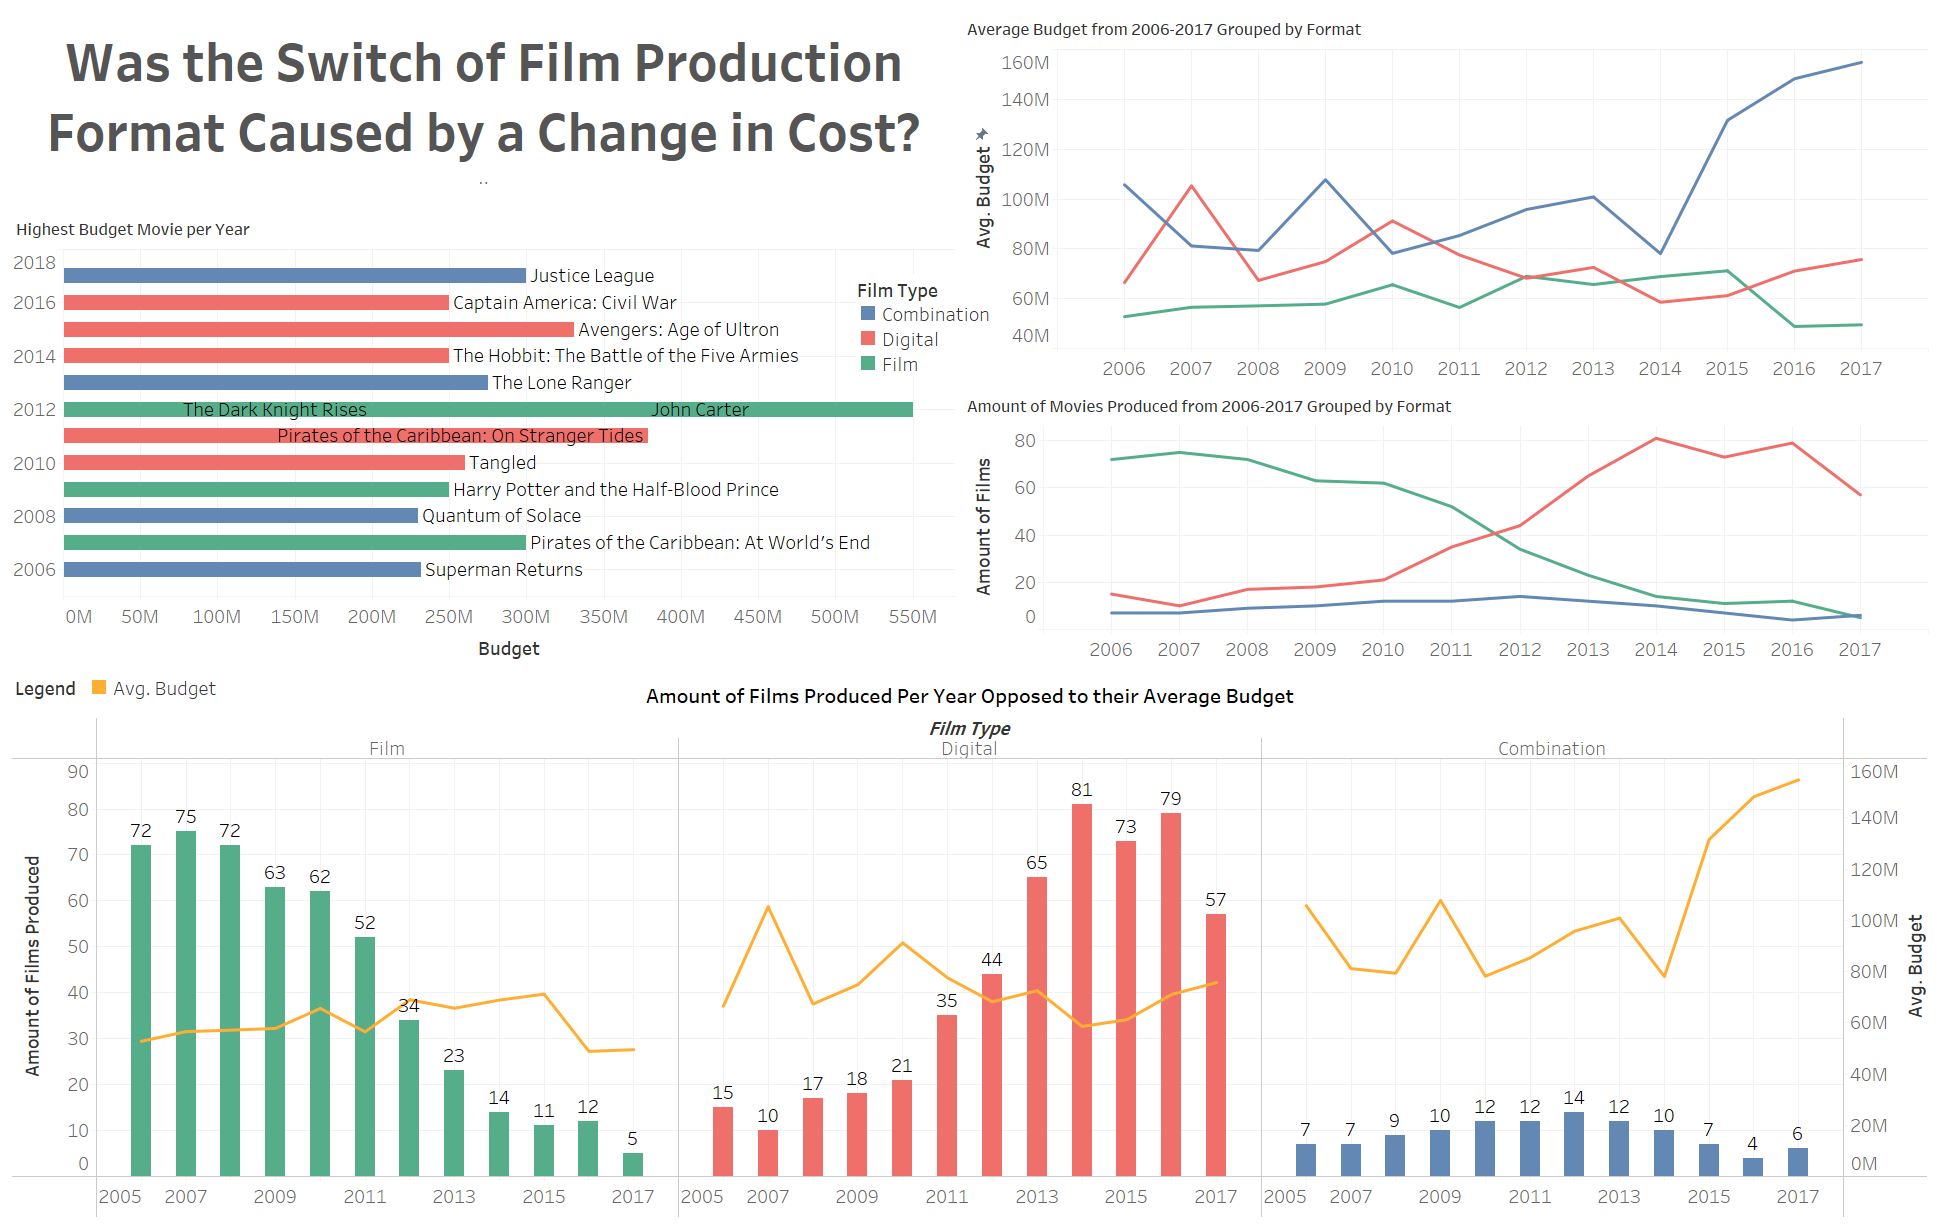 Was the Switch of Film Production
Format Caused by a Change in Cost?
..
Highest Budget Movie per Year
2018
Justice League
2016
Captain America: Civil War
Avengers: Age of Ultron
2014
The Hobbit: The Battle of the Five Armies
The Lone Ranger
2012
The Dark Knight Rises
John Carter
Pirates of the Caribbean: On Stranger Tides
2010
Tangled
Harry Potter and the Half-Blood Prince
2008
Quantum of Solace
Pirates of the Caribbean: At World's End
2006
Superman Returns
0M 50M 100M 150M 200M 250M 300M 350M 400M 450M 500M 550M
Budget
Film Type
Combination
Digital
Film
Average Budget from 2006-2017 Grouped by Format
Avg. Budget
160M
140M
120M
100M
80M
60M
40M
2006 2007 2008 2009 2010 2011 2012 2013 2014 2015 2016 2017
Amount of Movies Produced from 2006-2017 Grouped by Format
Amount of Films
80
60
40
20
0
2006 2007 2008 2009 2010 2011 2012 2013 2014 2015 2016 2017
Legend Avg. Budget
Amount of Films Produced Per Year Opposed to their Average Budget
Film Type
Film Digital Combination
Amount of Films Produced
90
80
70
60
50
40
30
20
10
0
72 75 72 63 62 52 34 23 14 11 12 5
15 10 17 18 21 35 44 65 81 73 79 57
7 7 9 10 12 12 14 12 10 7 4 6
160M
140M
120M
100M
80M
60M
40M
20M
0M
Avg. Budget
2005 2007 2009 2011 2013 2015 2017 2005 2007 2009 2011 2013 2015 2017 2005 2007 2009 2011 2013 2015 2017